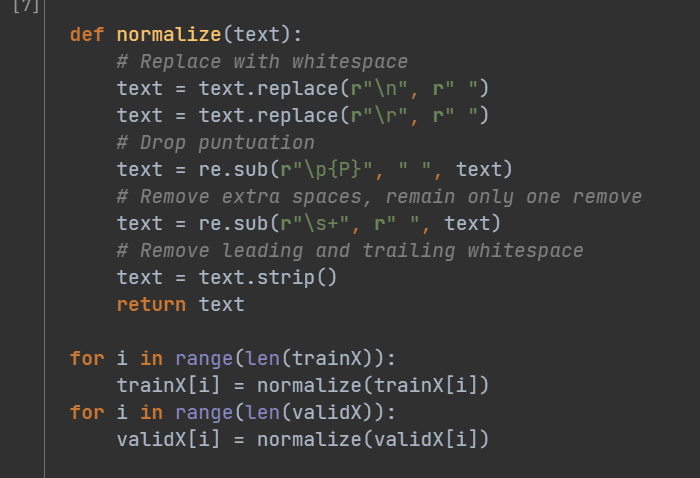 [7]
def normalize(text):
    # Replace with whitespace
    text = text.replace(r"\n", r" ")
    text = text.replace(r"\r", r" ")
    # Drop puntuation
    text = re.sub(r"\p{P}", " ", text)
    # Remove extra spaces, remain only one remove
    text = re.sub(r"\s+", r" ", text)
    # Remove leading and trailing whitespace
    text = text.strip()
    return text

for i in range(len(trainX)):
    trainX[i] = normalize(trainX[i])
for i in range(len(validX)):
    validX[i] = normalize(validX[i])